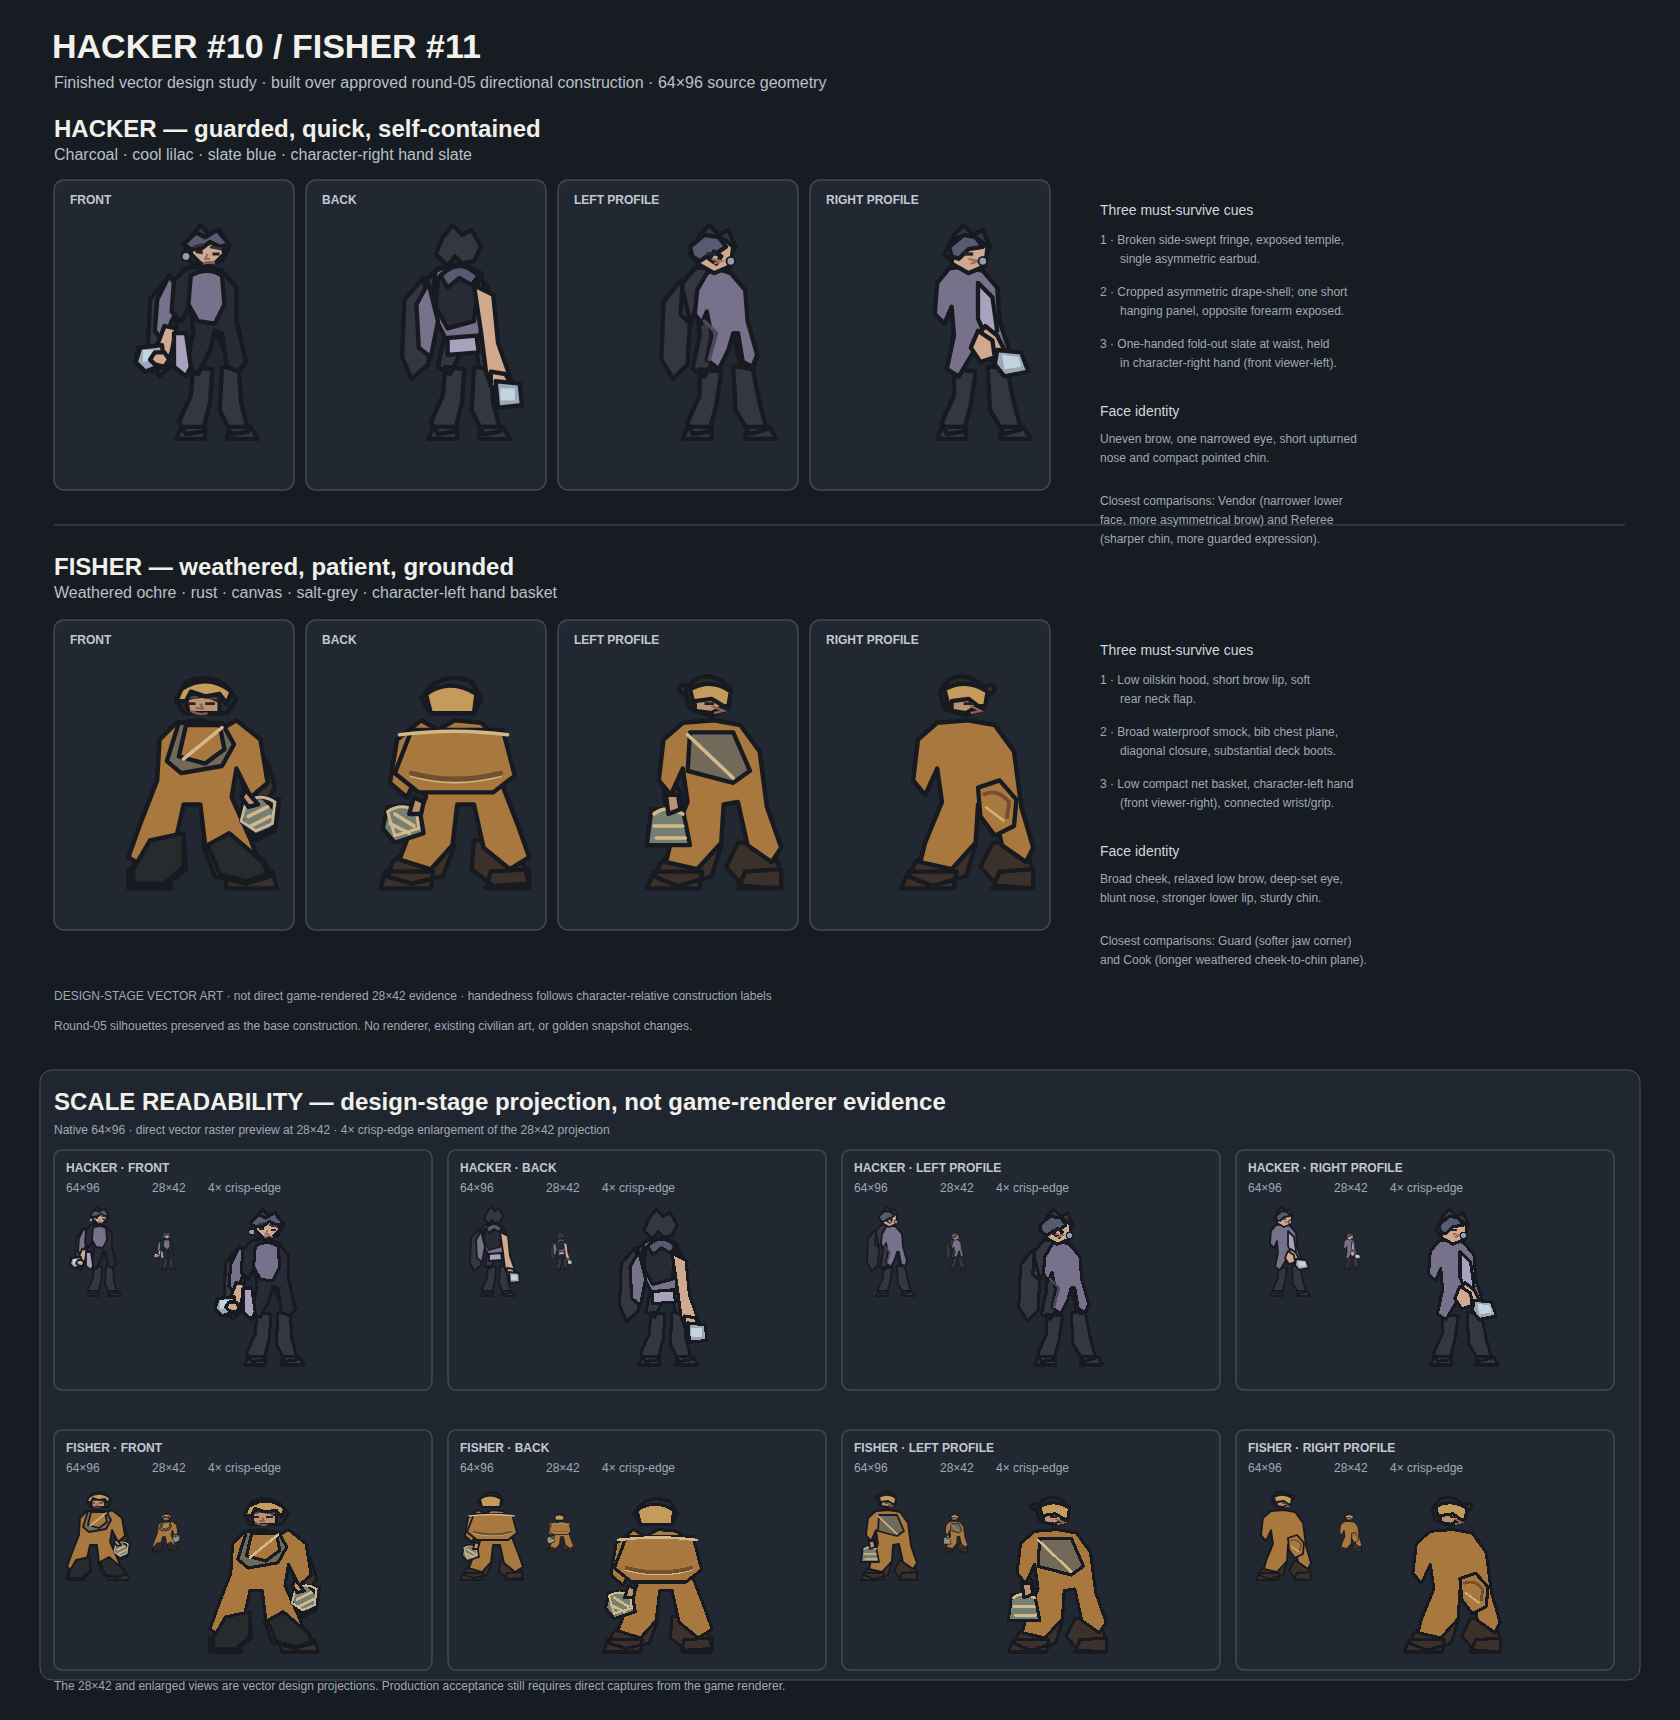 HACKER #10 / FISHER #11
Finished vector design study · built over approved round-05 directional construction · 64×96 source geometry
HACKER — guarded, quick, self-contained
Charcoal · cool lilac · slate blue · character-right hand slate
FRONT
BACK
LEFT PROFILE
RIGHT PROFILE
Three must-survive cues
1 · Broken side-swept fringe, exposed temple,
single asymmetric earbud.
2 · Cropped asymmetric drape-shell; one short
hanging panel, opposite forearm exposed.
3 · One-handed fold-out slate at waist, held
in character-right hand (front viewer-left).
Face identity
Uneven brow, one narrowed eye, short upturned
nose and compact pointed chin.
Closest comparisons: Vendor (narrower lower
face, more asymmetrical brow) and Referee
(sharper chin, more guarded expression).
FISHER — weathered, patient, grounded
Weathered ochre · rust · canvas · salt-grey · character-left hand basket
FRONT
BACK
LEFT PROFILE
RIGHT PROFILE
Three must-survive cues
1 · Low oilskin hood, short brow lip, soft
rear neck flap.
2 · Broad waterproof smock, bib chest plane,
diagonal closure, substantial deck boots.
3 · Low compact net basket, character-left hand
(front viewer-right), connected wrist/grip.
Face identity
Broad cheek, relaxed low brow, deep-set eye,
blunt nose, stronger lower lip, sturdy chin.
Closest comparisons: Guard (softer jaw corner)
and Cook (longer weathered cheek-to-chin plane).
DESIGN-STAGE VECTOR ART · not direct game-rendered 28×42 evidence · handedness follows character-relative construction labels
Round-05 silhouettes preserved as the base construction. No renderer, existing civilian art, or golden snapshot changes.
SCALE READABILITY — design-stage projection, not game-renderer evidence
Native 64×96 · direct vector raster preview at 28×42 · 4× crisp-edge enlargement of the 28×42 projection
HACKER · FRONT
64×96 28×42 4× crisp-edge
HACKER · BACK
64×96 28×42 4× crisp-edge
HACKER · LEFT PROFILE
64×96 28×42 4× crisp-edge
HACKER · RIGHT PROFILE
64×96 28×42 4× crisp-edge
FISHER · FRONT
64×96 28×42 4× crisp-edge
FISHER · BACK
64×96 28×42 4× crisp-edge
FISHER · LEFT PROFILE
64×96 28×42 4× crisp-edge
FISHER · RIGHT PROFILE
64×96 28×42 4× crisp-edge
The 28×42 and enlarged views are vector design projections. Production acceptance still requires direct captures from the game renderer.